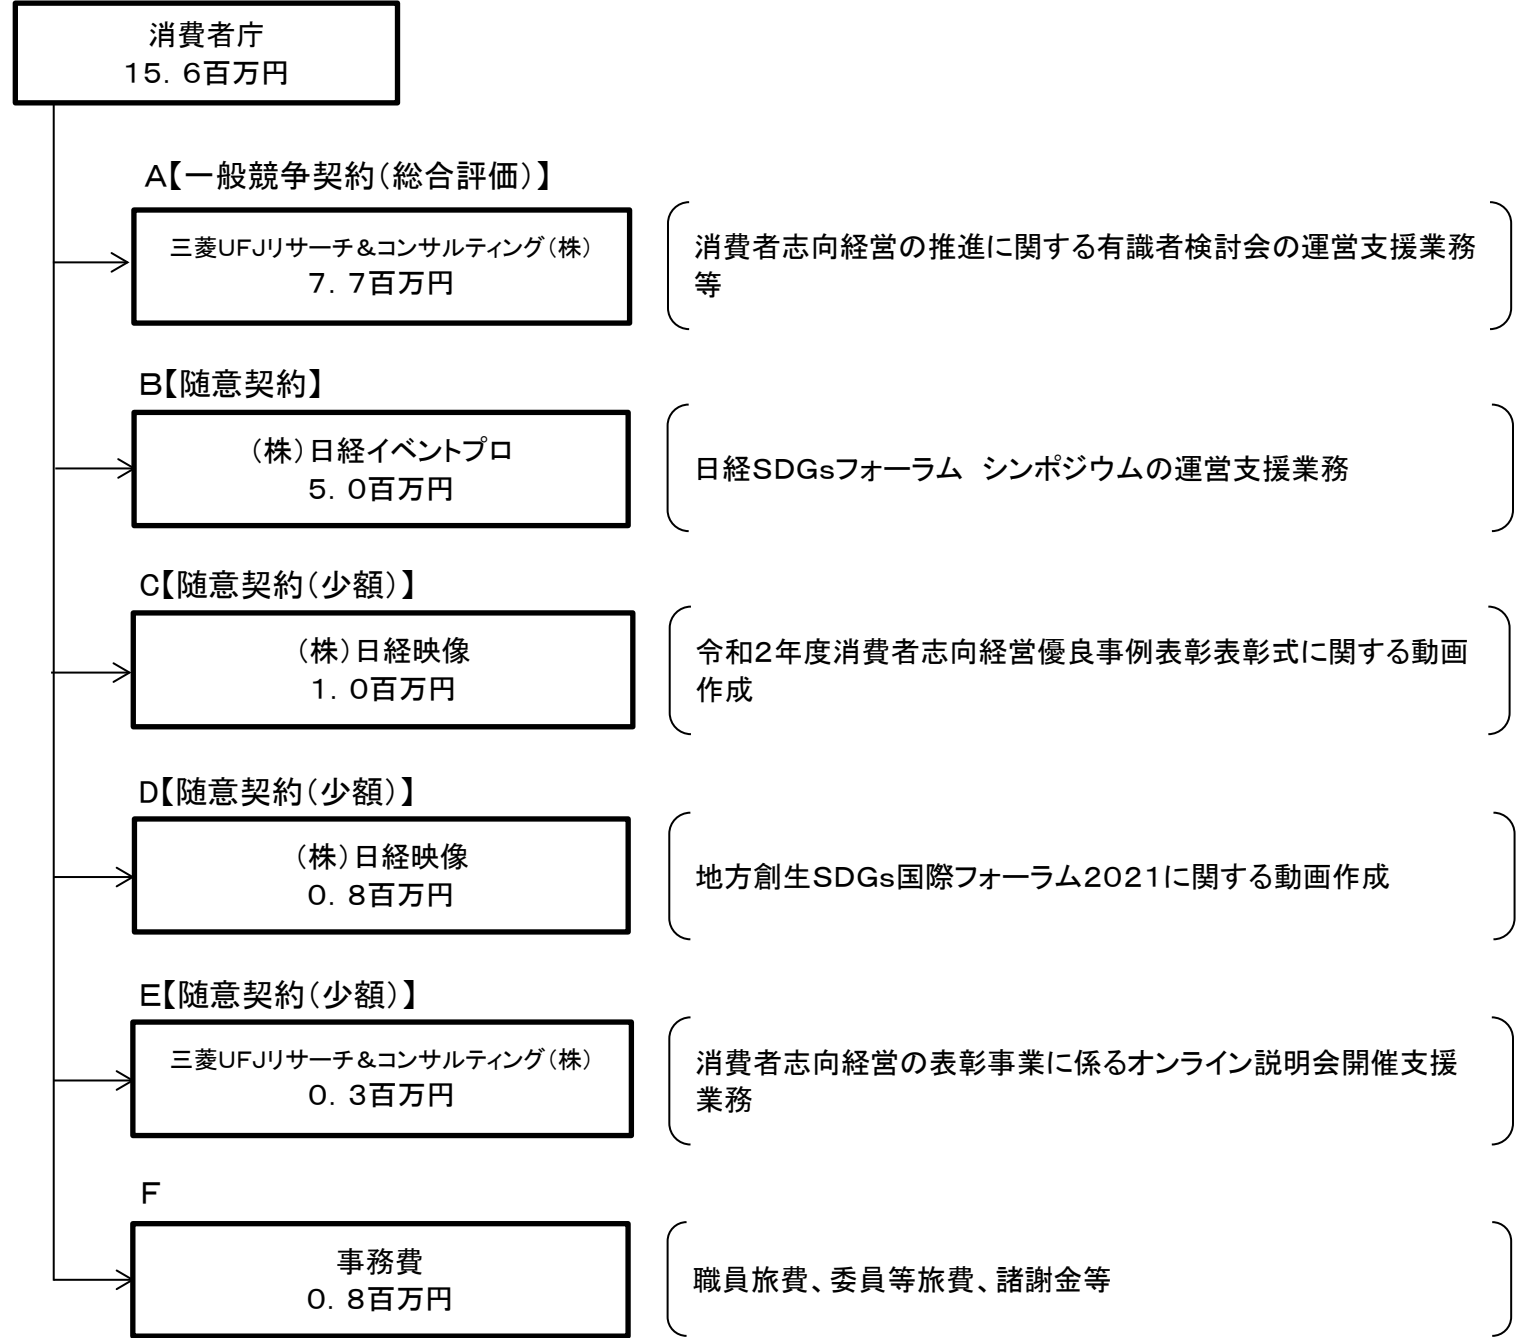 消費者庁
15．6百万円
A【一般競争契約（総合評価）】
三菱UFJリサーチ＆コンサルティング（株）
7．7百万円
消費者志向経営の推進に関する有識者検討会の運営支援業務
等
B【随意契約】
（株）日経イベントプロ
5．0百万円
日経SDGsフォーラム　シンポジウムの運営支援業務
C【随意契約（少額）】
（株）日経映像
1．0百万円
令和2年度消費者志向経営優良事例表彰表彰式に関する動画
作成
D【随意契約（少額）】
（株）日経映像
0．8百万円
地方創生SDGs国際フォーラム2021に関する動画作成
E【随意契約（少額）】
三菱UFJリサーチ＆コンサルティング（株）
0．3百万円
消費者志向経営の表彰事業に係るオンライン説明会開催支援
業務
F
事務費
0．8百万円
職員旅費、委員等旅費、諸謝金等